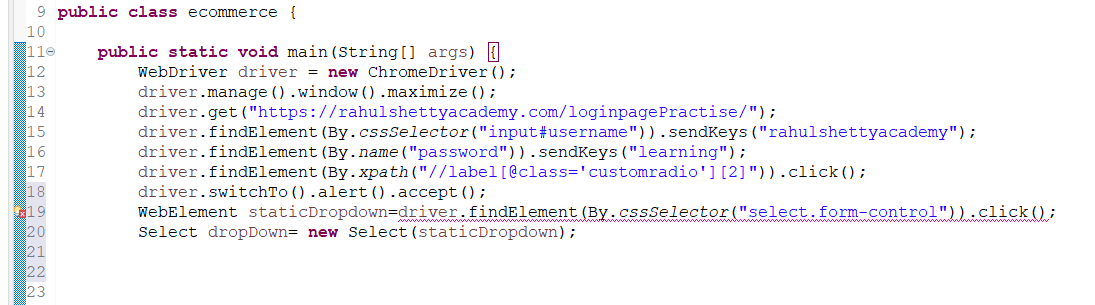 9 public class ecommerce {
10
11 public static void main(String[] args) {
12 WebDriver driver = new ChromeDriver();
13 driver.manage().window().maximize();
14 driver.get("https://rahulshettyacademy.com/loginpagePractise/");
15 driver.findElement(By.cssSelector("input#username")).sendKeys("rahulshettyacademy");
16 driver.findElement(By.name("password")).sendKeys("learning");
17 driver.findElement(By.xpath("//label[@class='customradio'][2]")).click();
18 driver.switchTo().alert().accept();
19 WebElement staticDropdown=driver.findElement(By.cssSelector("select.form-control")).click();
20 Select dropDown= new Select(staticDropdown);
21
22
23